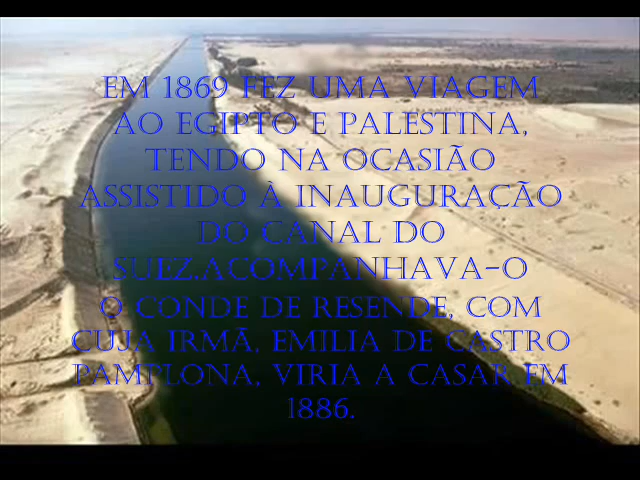 EM 1869 FEZ UMA VIAGEM
AO EGIPTO E PALESTINA,
TENDO NA OCASIÃO
ASSISTIDO À INAUGURAÇÃO
DO CANAL DO
SUEZ.ACOMPANHAVA-O
O CONDE DE RESENDE, COM
CUJA IRMÃ, EMILIA DE CASTRO
PAMPLONA, VIRIA A CASAR EM
1886.